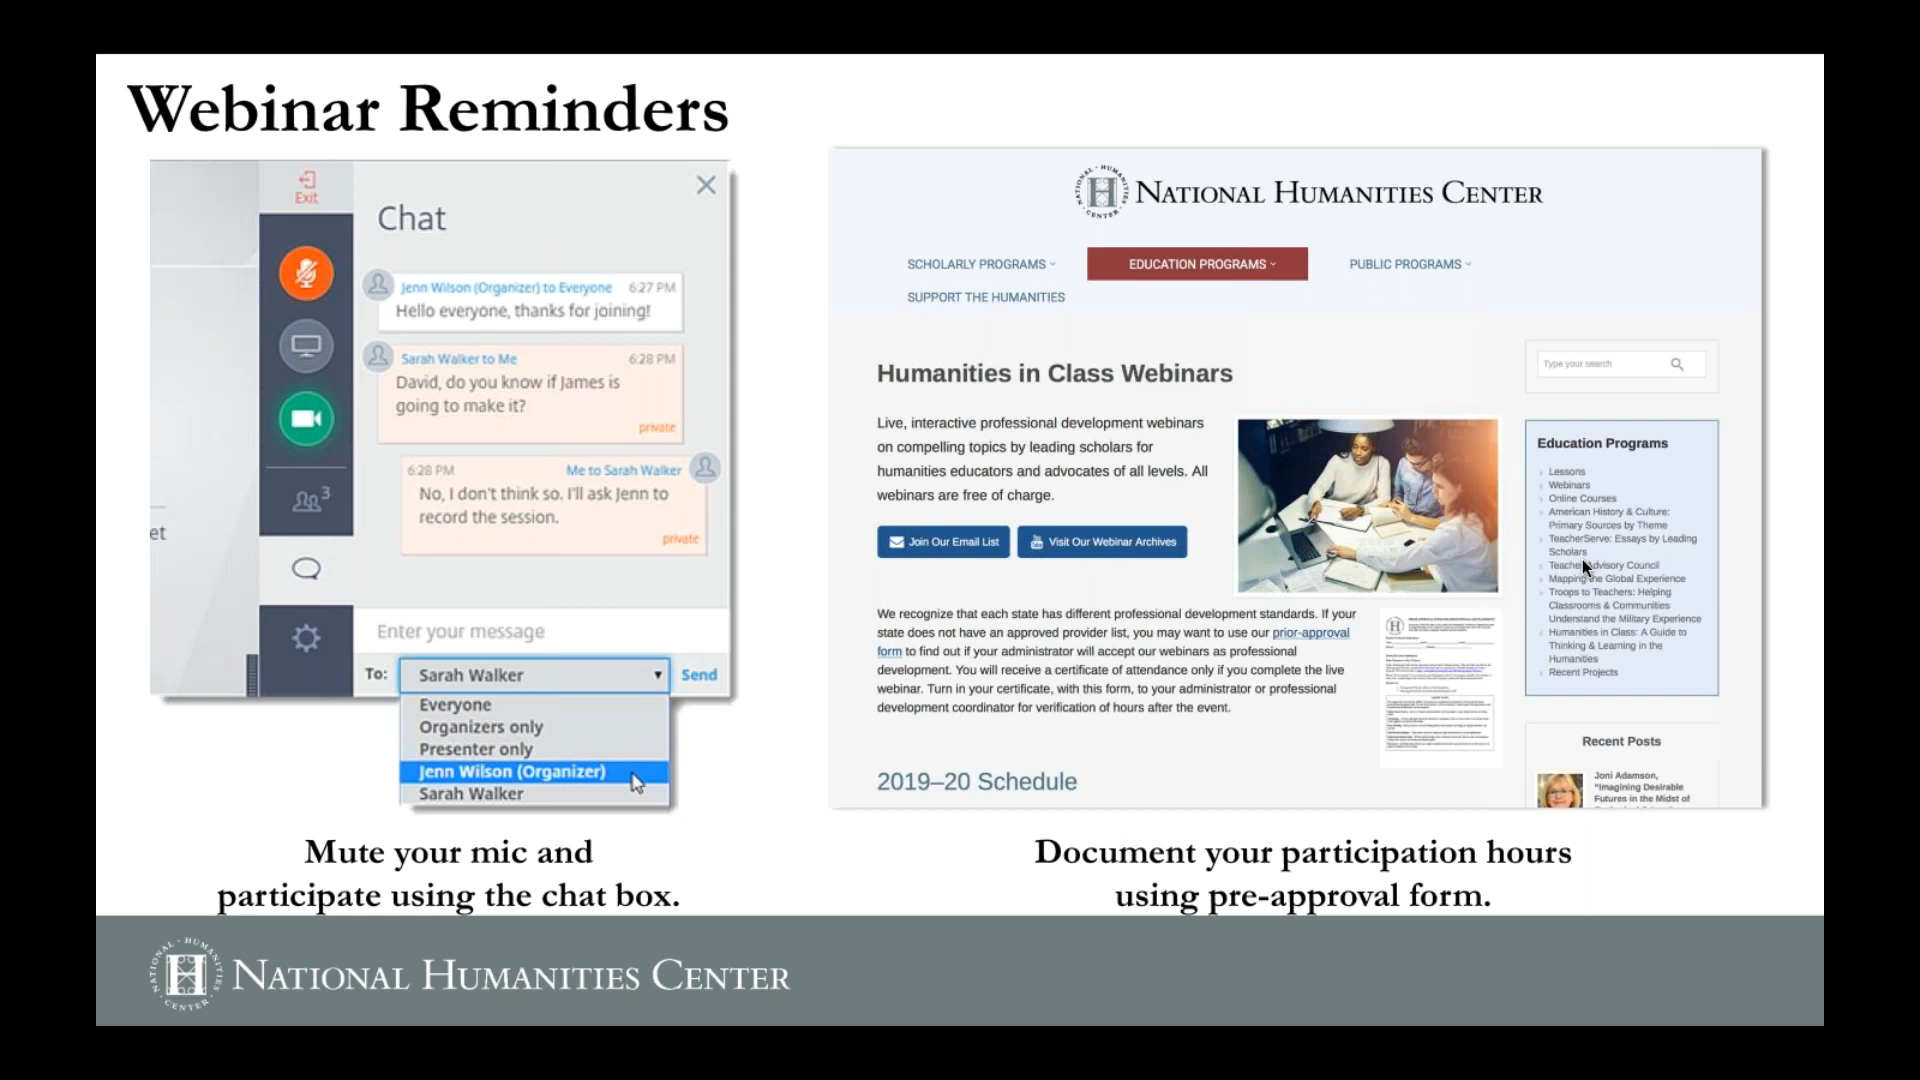 Webinar Reminders
Exit
Chat
Jenn Wilson (Organizer) to Everyone 6:27 PM
Hello everyone, thanks for joining!
Sarah Walker to Me 6:28 PM
David, do you know if James is
going to make it?
private
6:28 PM Me to Sarah Walker
No, I don't think so. I'll ask Jenn to
record the session.
private
3
et
Enter your message
To: Sarah Walker Send
Everyone
Organizers only
Presenter only
Jenn Wilson (Organizer)
Sarah Walker
Mute your mic and
participate using the chat box.
NATIONAL HUMANITIES CENTER
SCHOLARLY PROGRAMS EDUCATION PROGRAMS PUBLIC PROGRAMS
SUPPORT THE HUMANITIES
Humanities in Class Webinars
Live, interactive professional development webinars
on compelling topics by leading scholars for
humanities educators and advocates of all levels. All
webinars are free of charge.
Join Our Email List Visit Our Webinar Archives
We recognize that each state has different professional development standards. If your
state does not have an approved provider list, you may want to use our prior-approval
form to find out if your administrator will accept our webinars as professional
development. You will receive a certificate of attendance only if you complete the live
webinar. Turn in your certificate, with this form, to your administrator or professional
development coordinator for verification of hours after the event.
2019–20 Schedule
Type your search
Education Programs
Lessons
Webinars
Online Courses
American History & Culture:
Primary Sources by Theme
TeacherServe: Essays by Leading
Scholars
Teacher Advisory Council
Mapping the Global Experience
Troops to Teachers: Helping
Classrooms & Communities
Understand the Military Experience
Humanities in Class: A Guide to
Thinking & Learning in the
Humanities
Recent Projects
Recent Posts
Joni Adamson,
"Imagining Desirable
Futures in the Midst of
Document your participation hours
using pre-approval form.
NATIONAL HUMANITIES CENTER